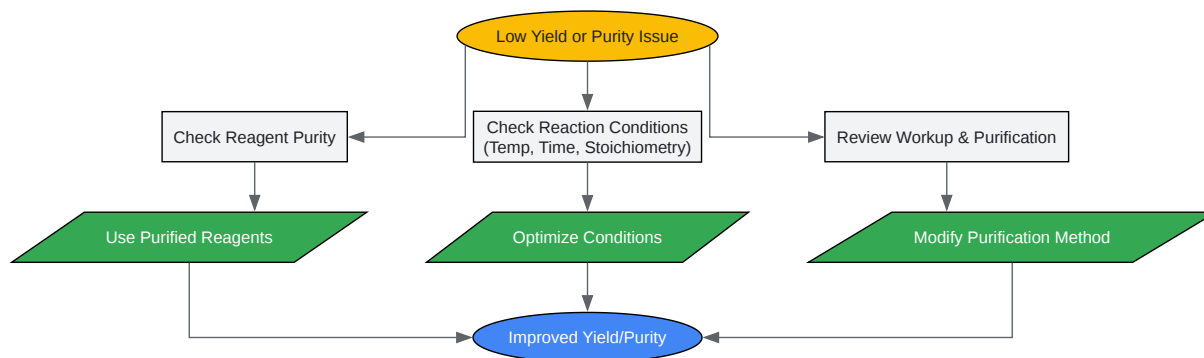 Low Yield or Purity Issue
Check Reagent Purity
Check Reaction Conditions
(Temp, Time, Stoichiometry)
Review Workup & Purification
Use Purified Reagents
Optimize Conditions
Modify Purification Method
Improved Yield/Purity